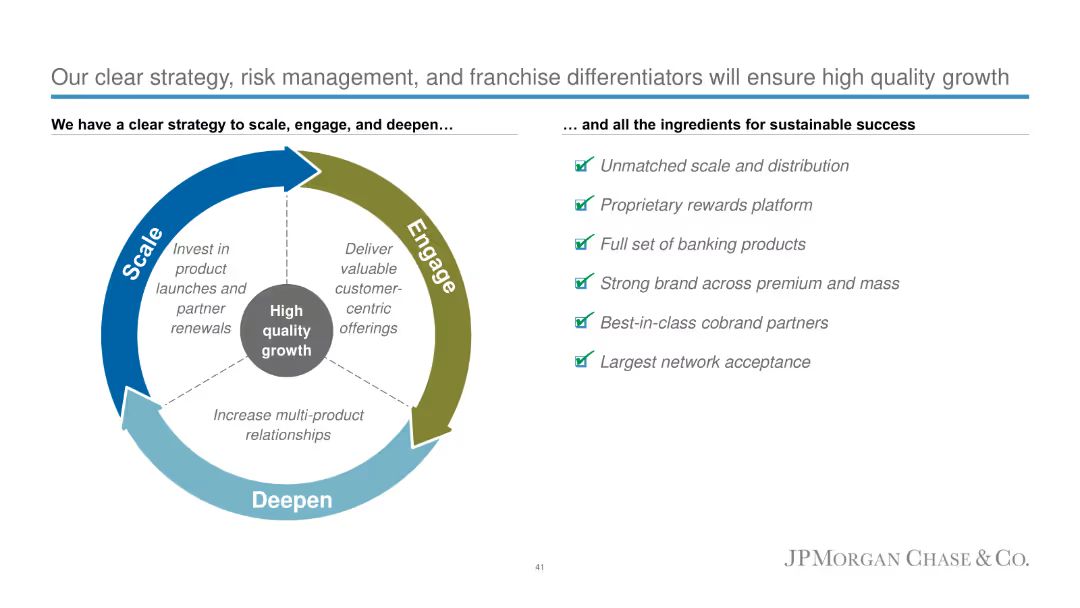 Our clear strategy, risk management, and franchise differentiators will ensure high quality growth
We have a clear strategy to scale, engage, and deepen…
Scale
Invest in
product
launches and
partner
renewals
Engage
Deliver
valuable
customer-
centric
offerings
High
quality
growth
Increase multi-product
relationships
Deepen
… and all the ingredients for sustainable success
Unmatched scale and distribution
Proprietary rewards platform
Full set of banking products
Strong brand across premium and mass
Best-in-class cobrand partners
Largest network acceptance
41
JPMORGAN CHASE & CO.